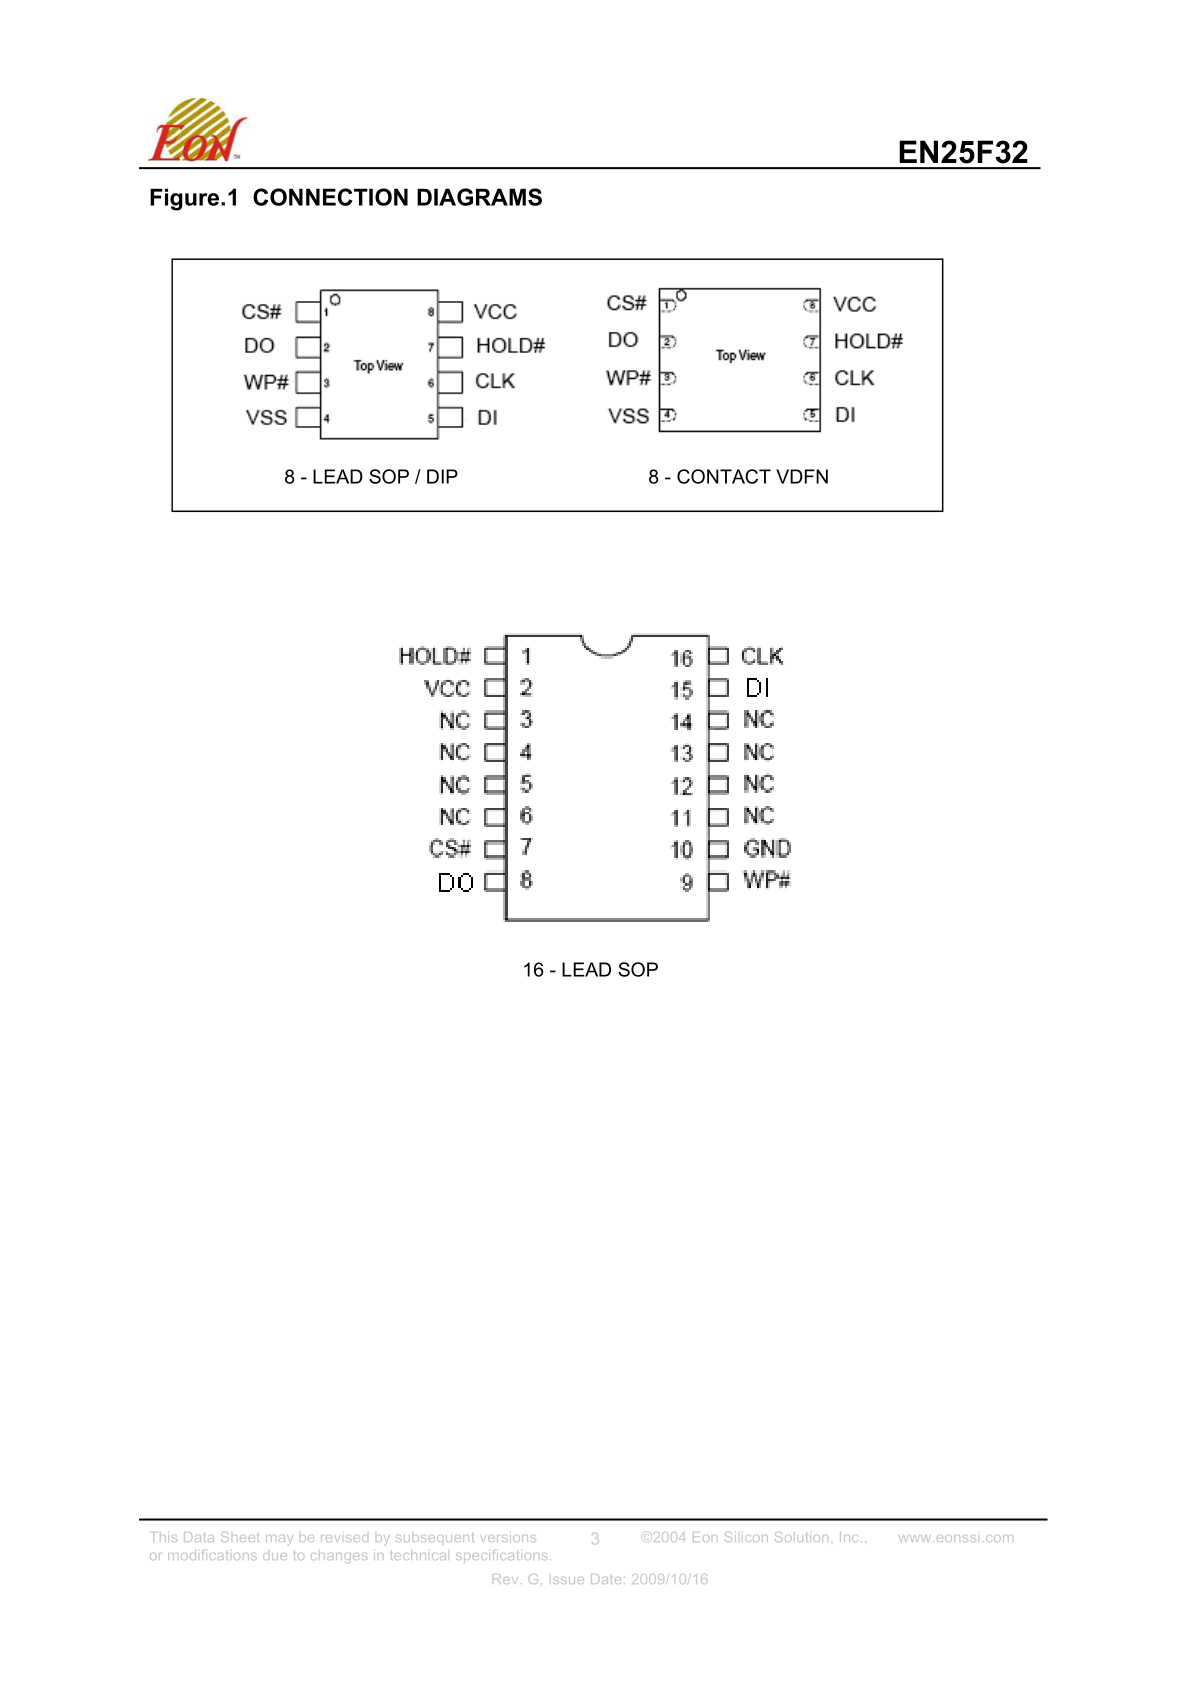 Eon TM
EN25F32
Figure.1 CONNECTION DIAGRAMS
CS# 1 8 VCC
DO 2 7 HOLD#
Top View
WP# 3 6 CLK
VSS 4 5 DI
8 - LEAD SOP / DIP
CS# 1 8 VCC
DO 2 7 HOLD#
Top View
WP# 3 6 CLK
VSS 4 5 DI
8 - CONTACT VDFN
HOLD# 1 16 CLK
VCC 2 15 DI
NC 3 14 NC
NC 4 13 NC
NC 5 12 NC
NC 6 11 NC
CS# 7 10 GND
DO 8 9 WP#
16 - LEAD SOP
This Data Sheet may be revised by subsequent versions 3 ©2004 Eon Silicon Solution, Inc., www.eonssi.com
or modifications due to changes in technical specifications.
Rev. G, Issue Date: 2009/10/16